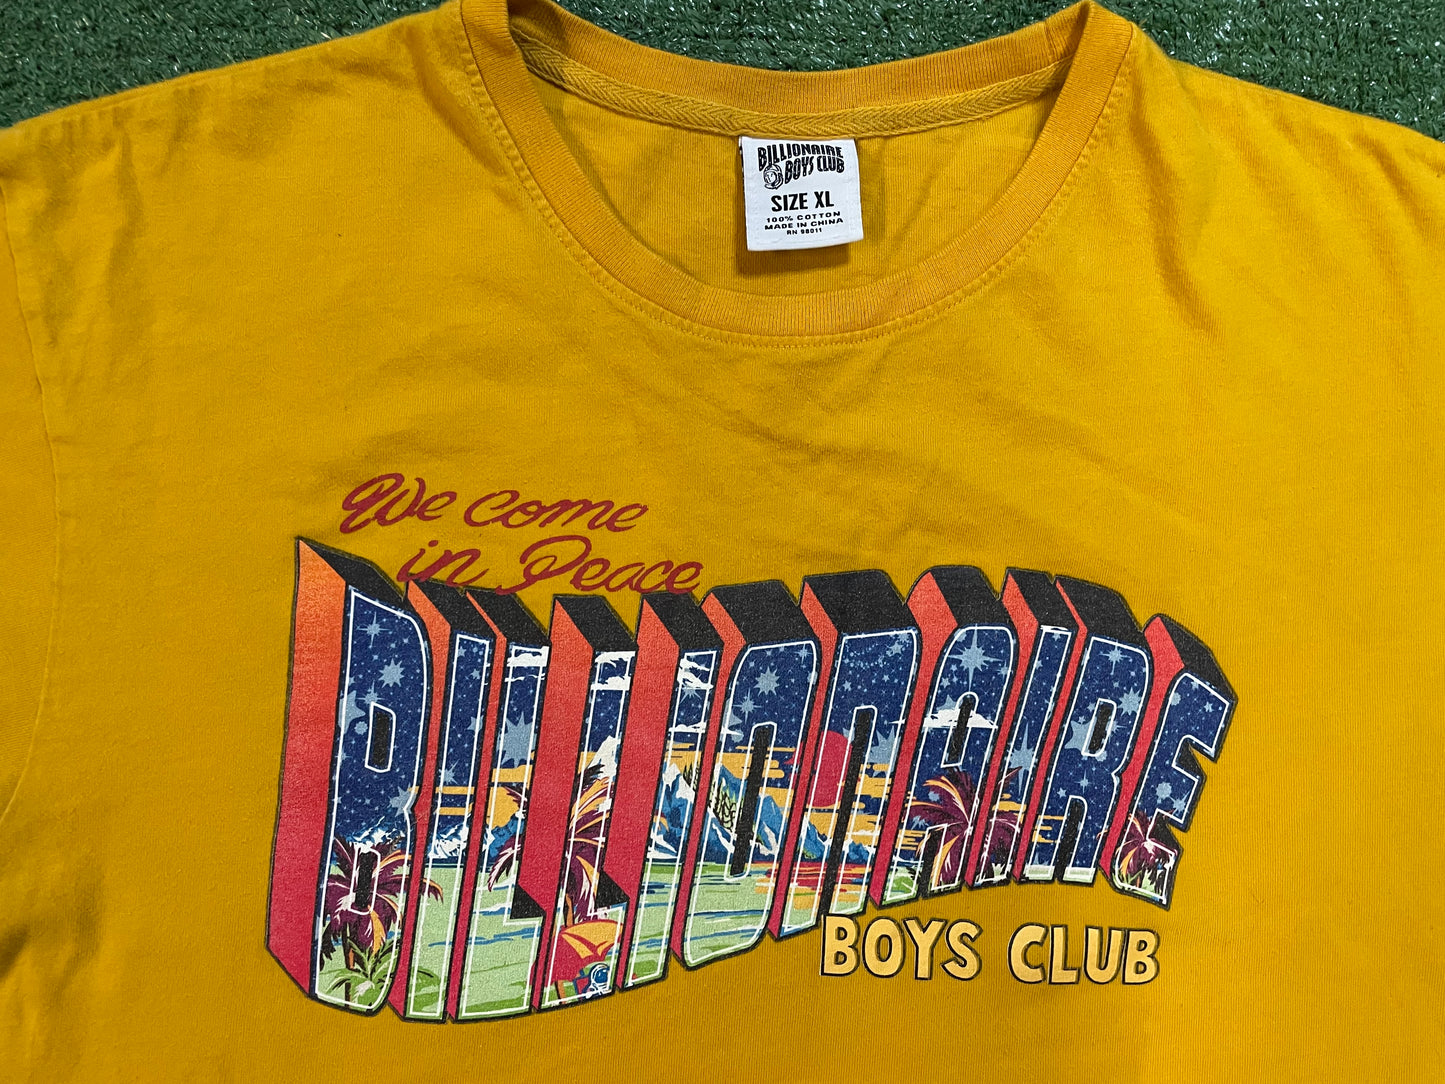 BILLIONAIRE
BOYS CLUB
SIZE XL
100% COTTON
MADE IN CHINA
RN 98011
We come
in Peace
BILLIONAIRE
BOYS CLUB